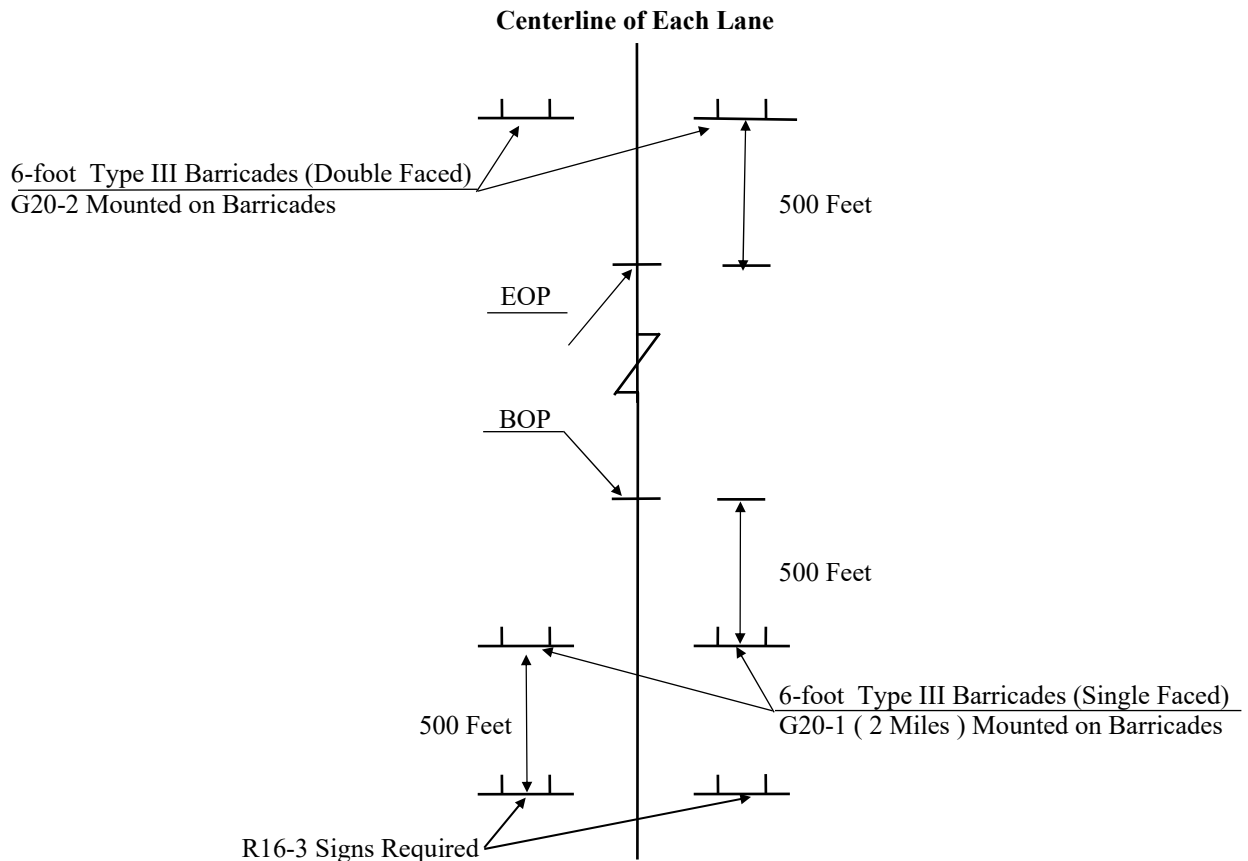 Centerline of Each Lane
6-foot Type III Barricades (Double Faced)
G20-2 Mounted on Barricades
500 Feet
EOP
BOP
500 Feet
6-foot Type III Barricades (Single Faced)
G20-1 ( 2 Miles ) Mounted on Barricades
500 Feet
R16-3 Signs Required